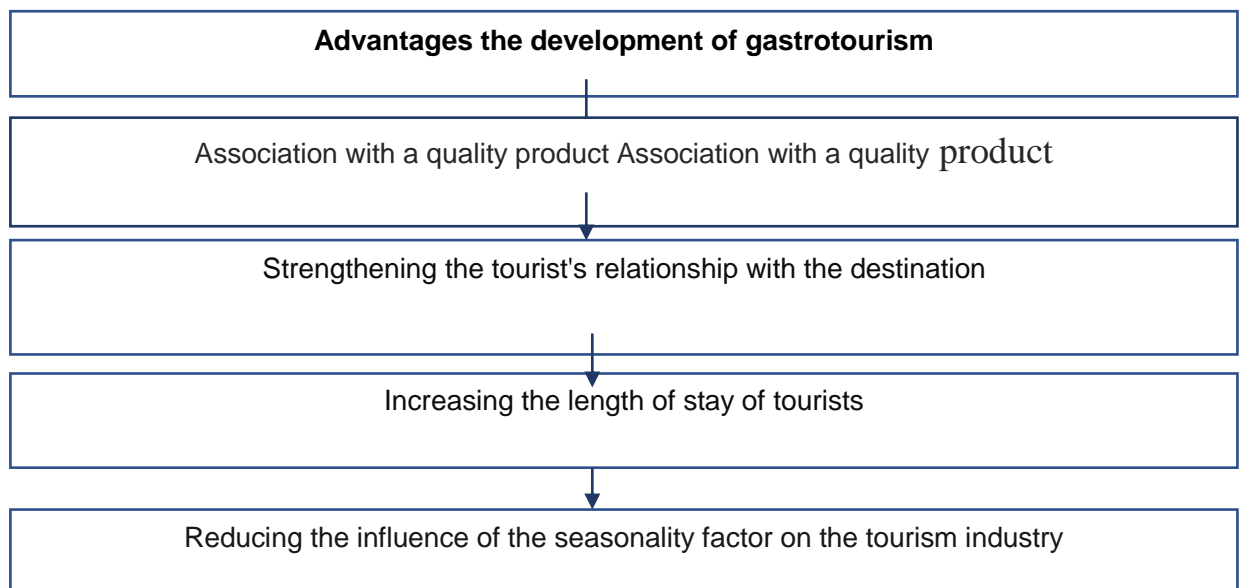 Advantages the development of gastrotourism
Association with a quality product Association with a quality product
Strengthening the tourist's relationship with the destination
Increasing the length of stay of tourists
Reducing the influence of the seasonality factor on the tourism industry